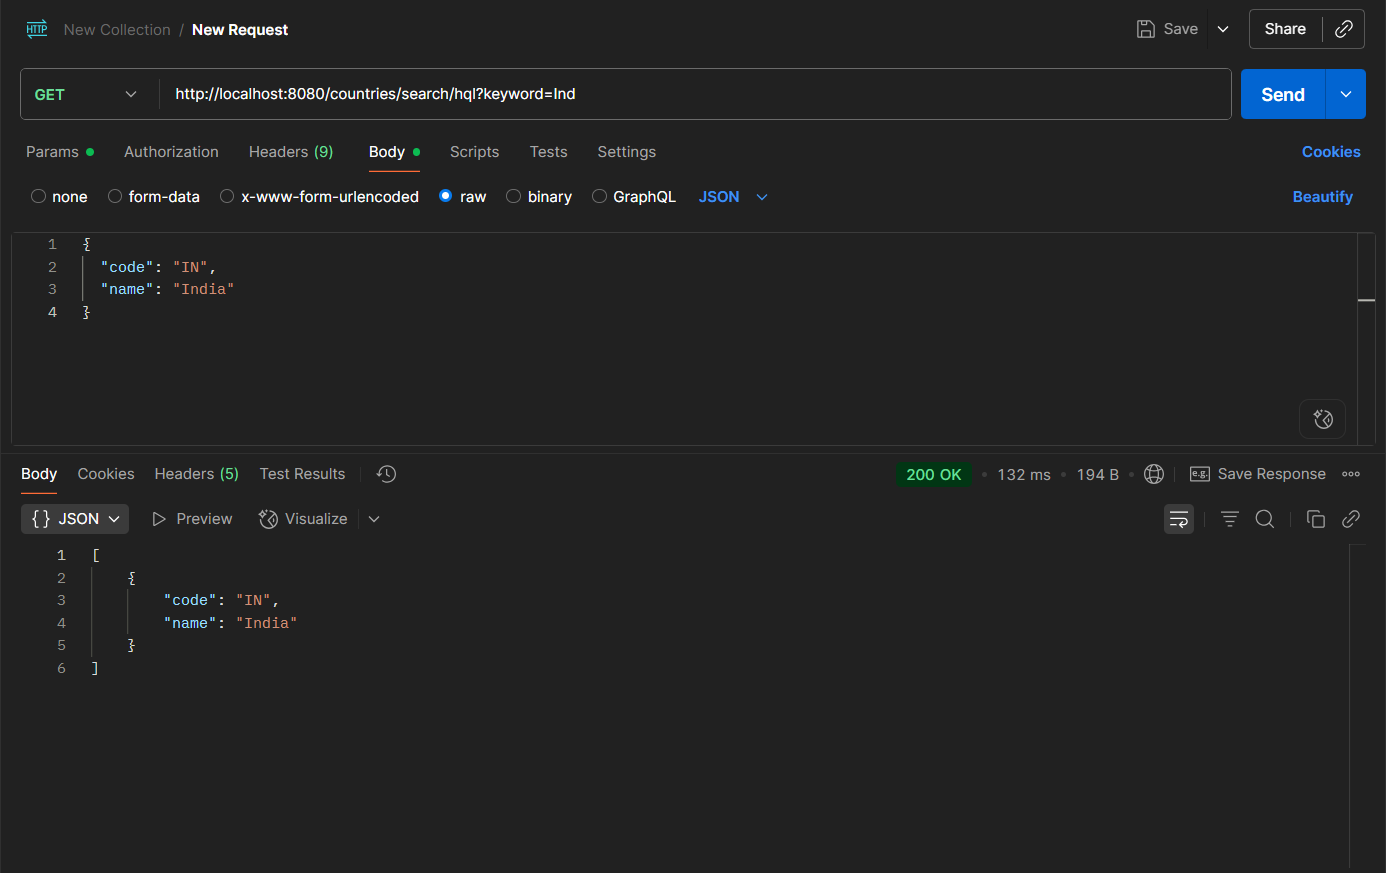 HTTP New Collection / New Request Save Share
GET http://localhost:8080/countries/search/hql?keyword=Ind Send
Params Authorization Headers (9) Body Scripts Tests Settings Cookies
none form-data x-www-form-urlencoded raw binary GraphQL JSON Beautify
1 {
2 "code": "IN",
3 "name": "India"
4 }
Body Cookies Headers (5) Test Results 200 OK • 132 ms • 194 B • e.g. Save Response
{} JSON Preview Visualize
1 [
2 {
3 "code": "IN",
4 "name": "India"
5 }
6 ]